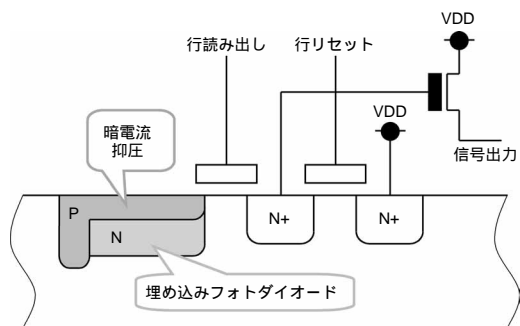 VDD
行読み出し
行リセット
VDD
暗電流
抑圧
信号出力
P
N
N+
N+
埋め込みフォトダイオード